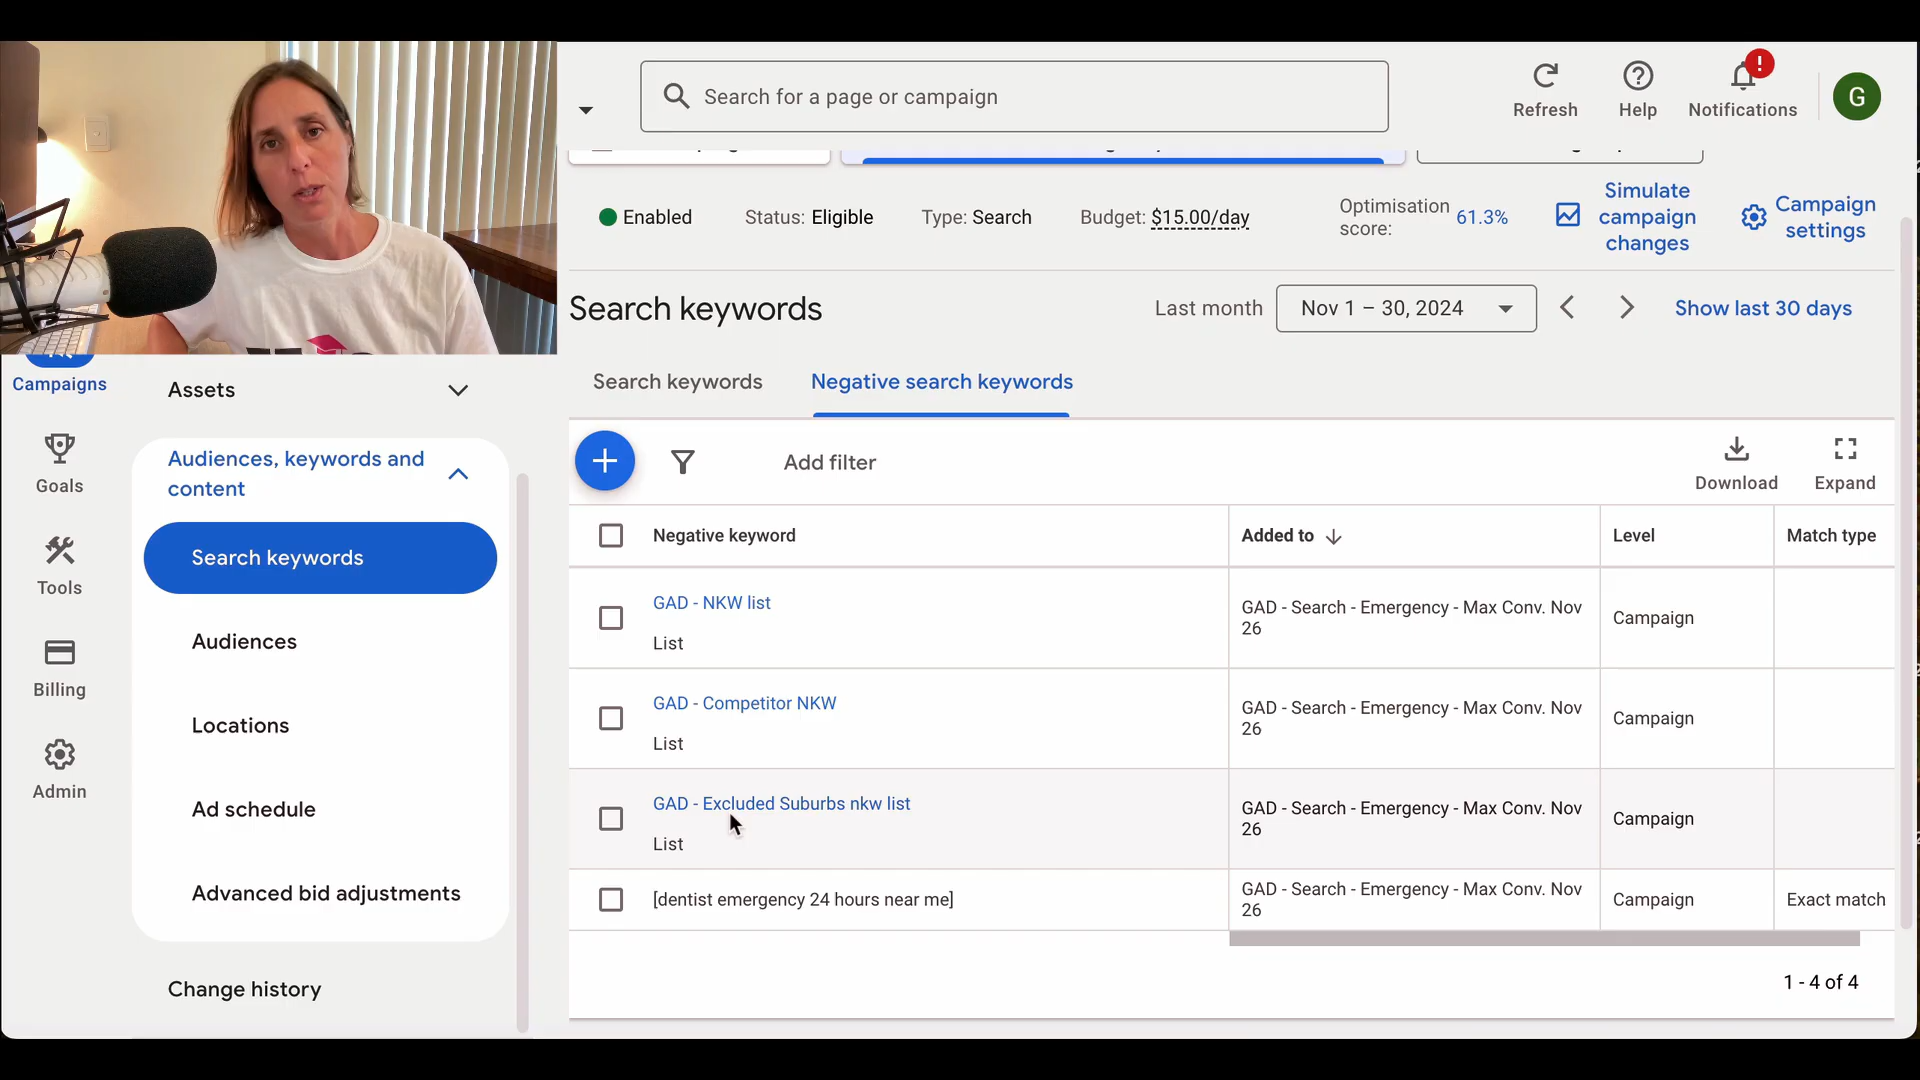 Search for a page or campaign
Refresh
Help
!
Notifications
G
Enabled
Status: Eligible
Type: Search
Budget: $15.00/day
Optimisation
score:
61.3%
Simulate
campaign
changes
Campaign
settings
Search keywords
Last month
Nov 1 – 30, 2024
Show last 30 days
Campaigns
Goals
Tools
Billing
Admin
Assets
Audiences, keywords and
content
Search keywords
Audiences
Locations
Ad schedule
Advanced bid adjustments
Change history
Search keywords
Negative search keywords
Add filter
Download
Expand
Negative keyword
Added to
Level
Match type
GAD - NKW list
List
GAD - Search - Emergency - Max Conv. Nov
26
Campaign
GAD - Competitor NKW
List
GAD - Search - Emergency - Max Conv. Nov
26
Campaign
GAD - Excluded Suburbs nkw list
List
GAD - Search - Emergency - Max Conv. Nov
26
Campaign
[dentist emergency 24 hours near me]
GAD - Search - Emergency - Max Conv. Nov
26
Campaign
Exact match
1 - 4 of 4